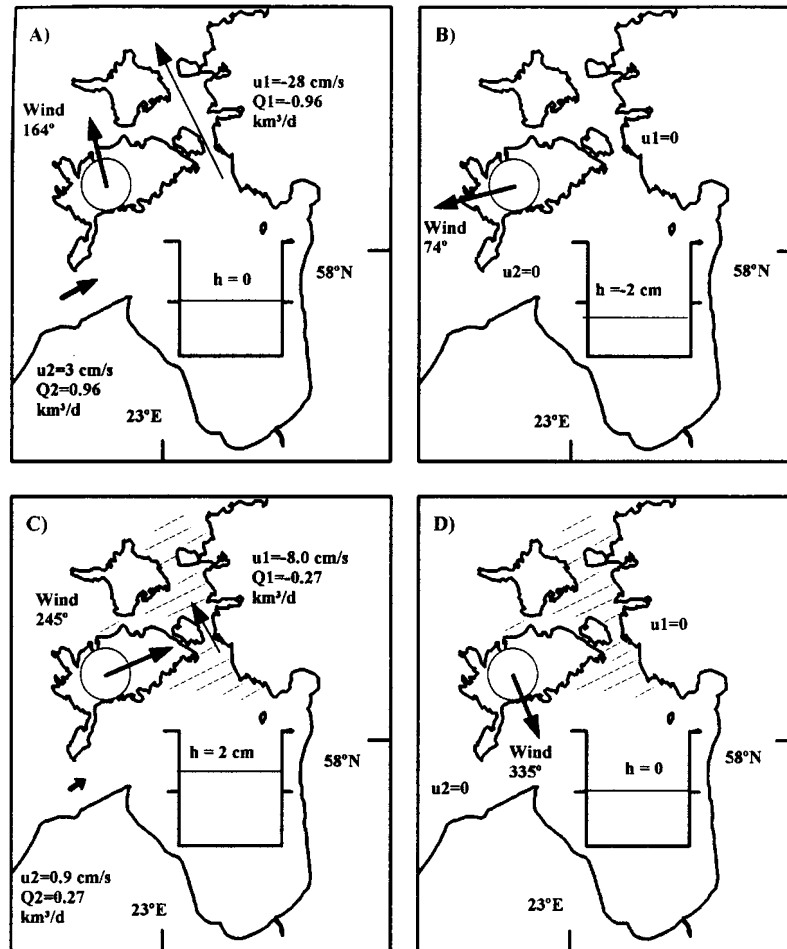 A)
u1=-28 cm/s
Q1=-0.96
km³/d
Wind
164°
h = 0
58°N
u2=3 cm/s
Q2=0.96
km³/d
23°E
B)
u1=0
Wind
74°
u2=0
58°N
h =-2 cm
23°E
C)
u1=-8.0 cm/s
Q1=-0.27
km³/d
Wind
245°
h = 2 cm
58°N
u2=0.9 cm/s
Q2=0.27
km³/d
23°E
D)
u1=0
Wind
335°
h = 0
58°N
u2=0
23°E